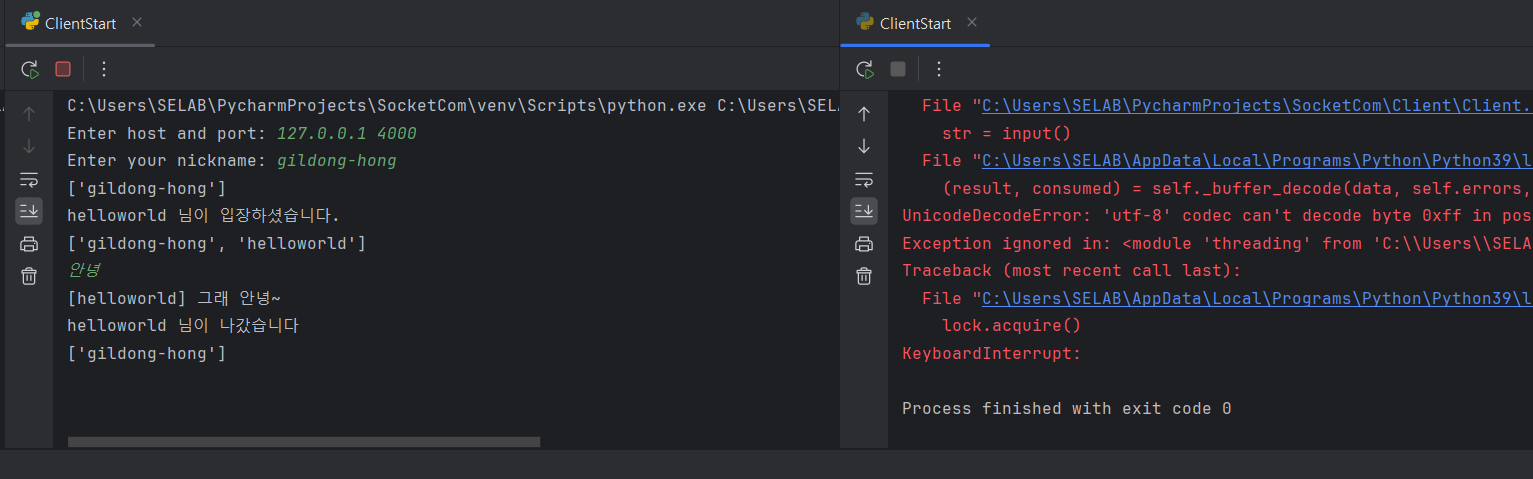 ClientStart
C:\Users\SELAB\PycharmProjects\SocketCom\venv\Scripts\python.exe C:\Users\SELA
Enter host and port: 127.0.0.1 4000
Enter your nickname: gildong-hong
['gildong-hong']
helloworld 님이 입장하셨습니다.
['gildong-hong', 'helloworld']
안녕
[helloworld] 그래 안녕~
helloworld 님이 나갔습니다
['gildong-hong']
ClientStart
File "C:\Users\SELAB\PycharmProjects\SocketCom\Client\Client.
str = input()
File "C:\Users\SELAB\AppData\Local\Programs\Python\Python39\l
(result, consumed) = self._buffer_decode(data, self.errors,
UnicodeDecodeError: 'utf-8' codec can't decode byte 0xff in pos
Exception ignored in: <module 'threading' from 'C:\\Users\\SELA
Traceback (most recent call last):
File "C:\Users\SELAB\AppData\Local\Programs\Python\Python39\l
lock.acquire()
KeyboardInterrupt:
Process finished with exit code 0